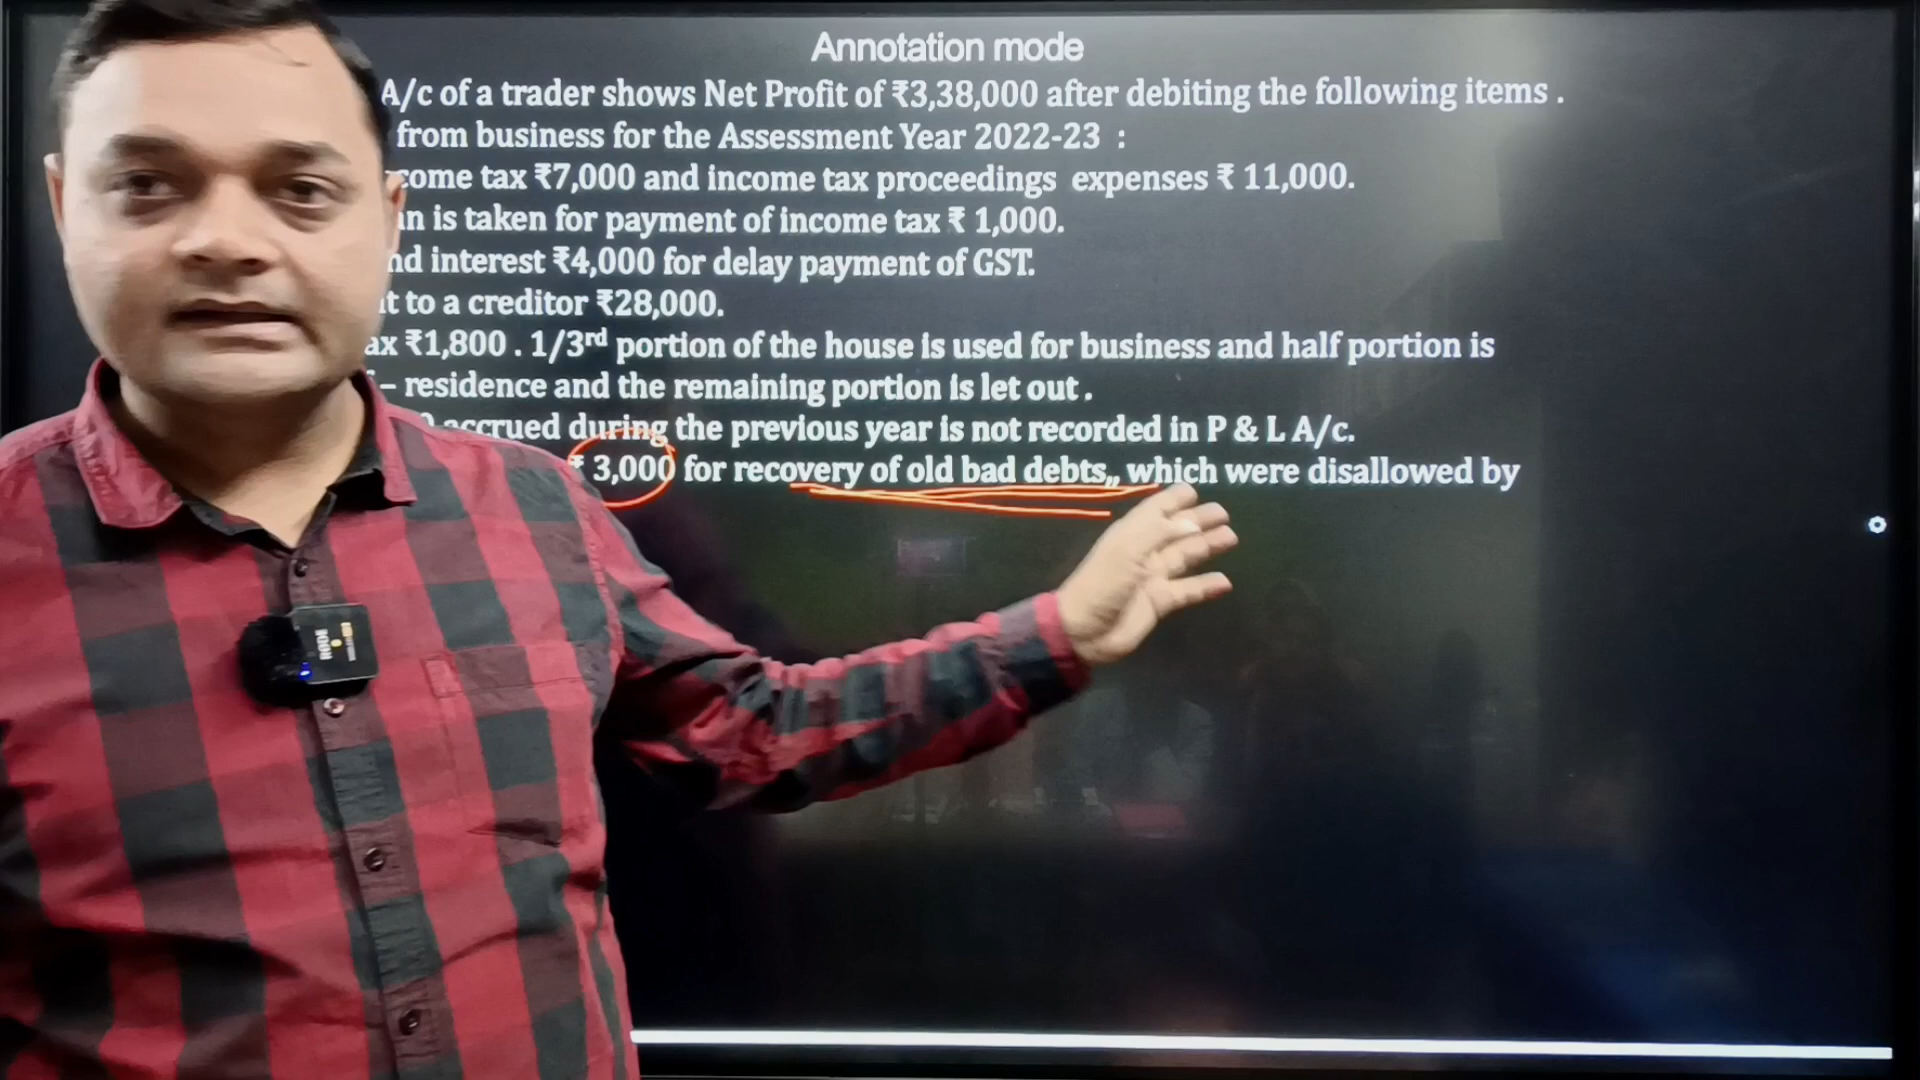 Annotation mode
A/c of a trader shows Net Profit of ₹3,38,000 after debiting the following items .
from business for the Assessment Year 2022-23 :
tax ₹7,000 and income tax proceedings expenses ₹ 11,000.
is taken for payment of income tax ₹ 1,000.
interest ₹4,000 for delay payment of GST.
to a creditor ₹28,000.
₹1,800 . 1/3rd portion of the house is used for business and half portion is
– residence and the remaining portion is let out .
accrued during the previous year is not recorded in P & L A/c.
₹ 3,000 for recovery of old bad debts,, which were disallowed by